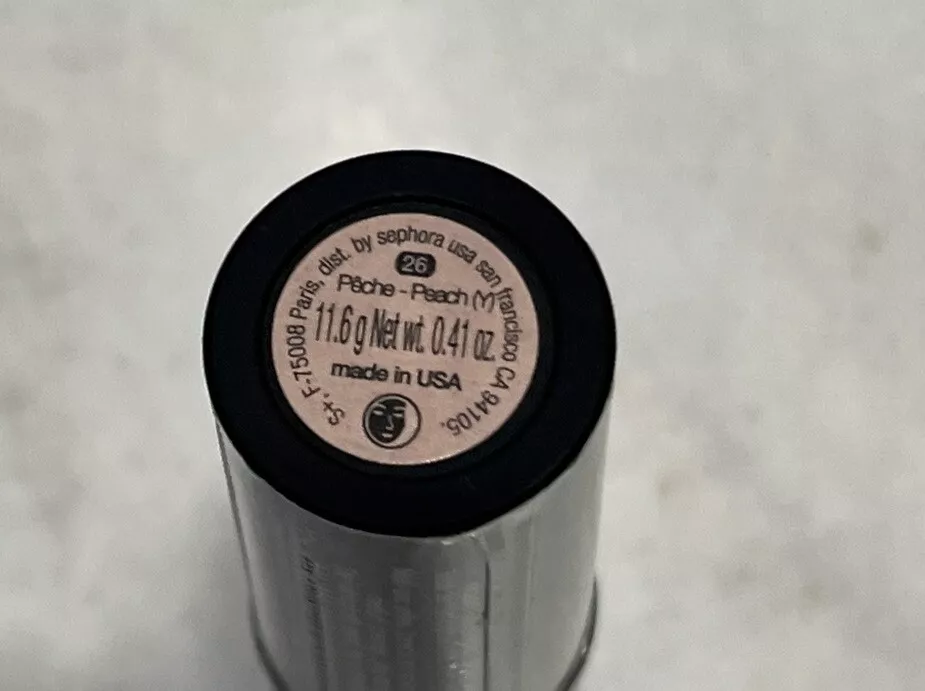 St, F-75008 Paris, dist. by sephora usa san francisco CA 94105.
26
Pêche - Peach (Y)
11.6 g Net wt. 0.41 oz.
made in USA